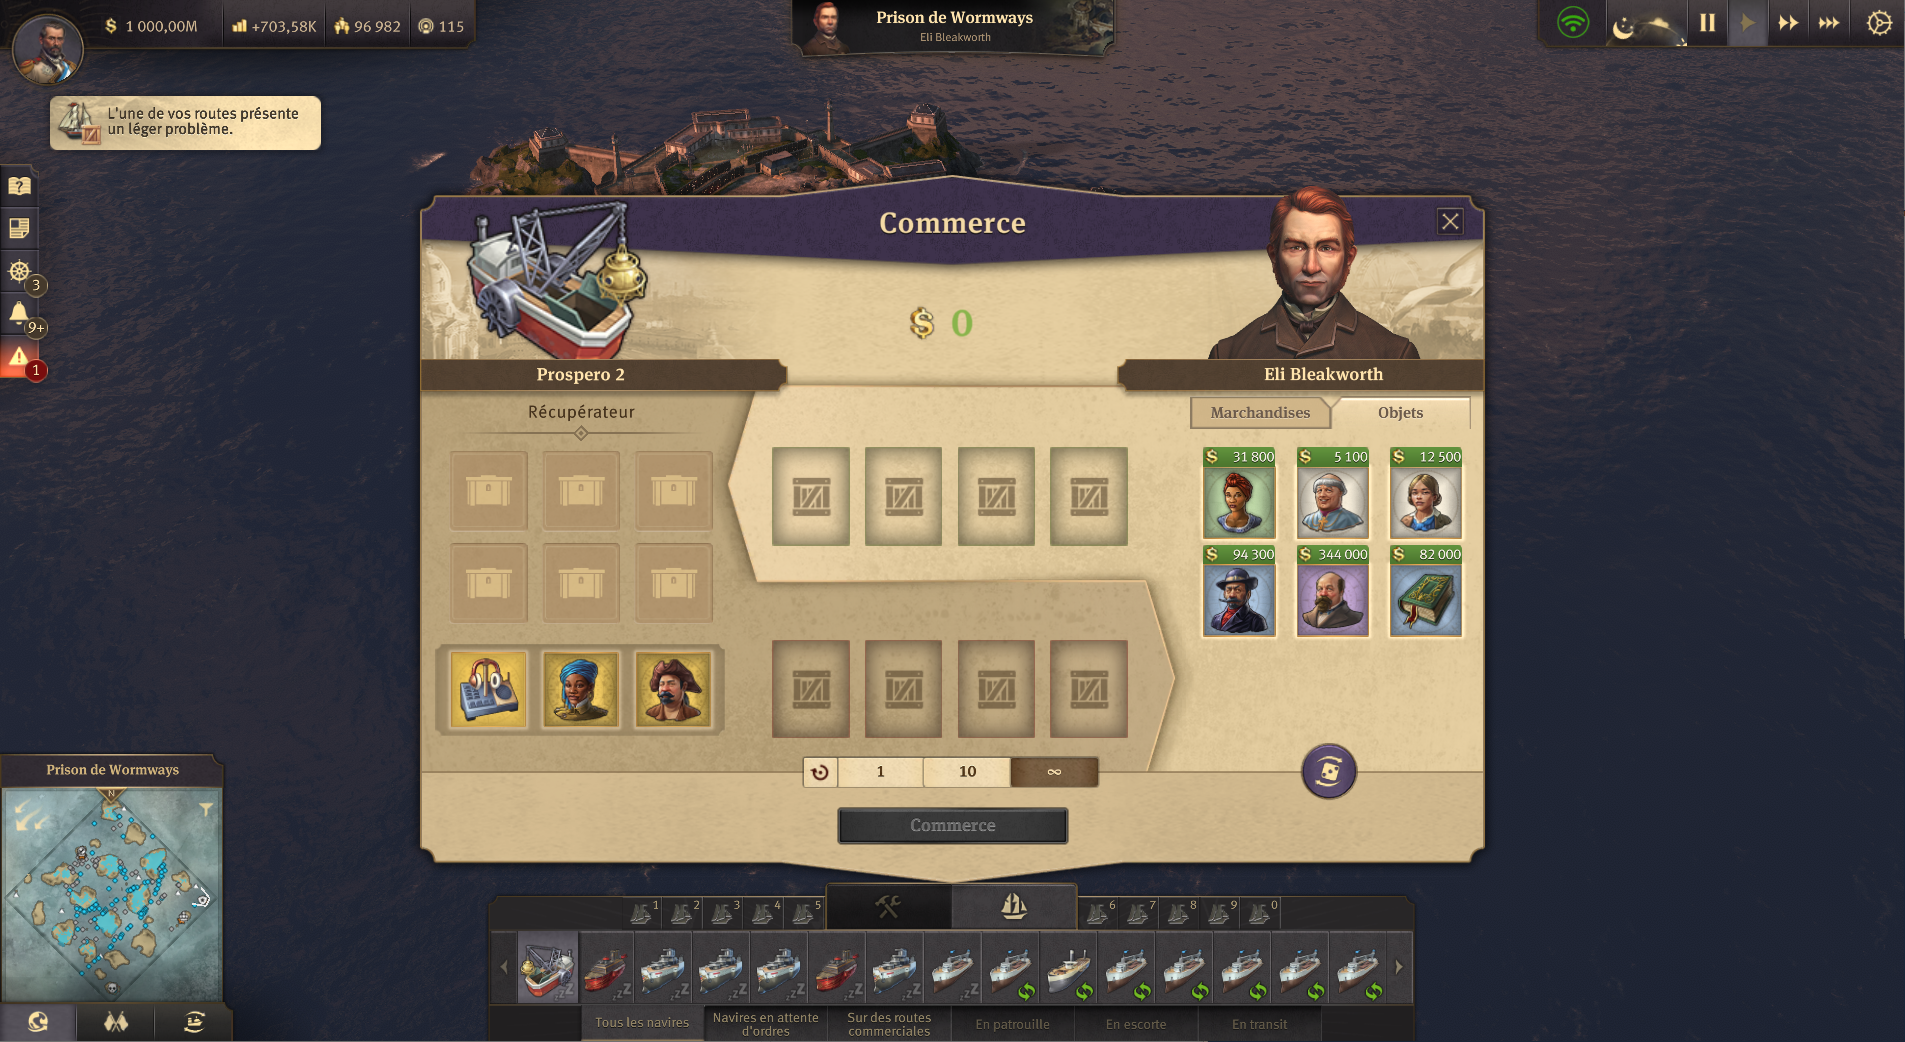 $ 1 000,00M
+703,58K
96 982
115
Prison de Wormways
Eli Bleakworth
L'une de vos routes présente
un léger problème.
3
9+
1
Commerce
$ 0
Prospero 2
Eli Bleakworth
Récupérateur
Marchandises
Objets
$ 31 800
$ 5 100
$ 12 500
$ 94 300
$ 344 000
$ 82 000
1
10
∞
Commerce
Prison de Wormways
N
1
2
3
4
5
6
7
8
9
0
Tous les navires
Navires en attente
d'ordres
Sur des routes
commerciales
En patrouille
En escorte
En transit